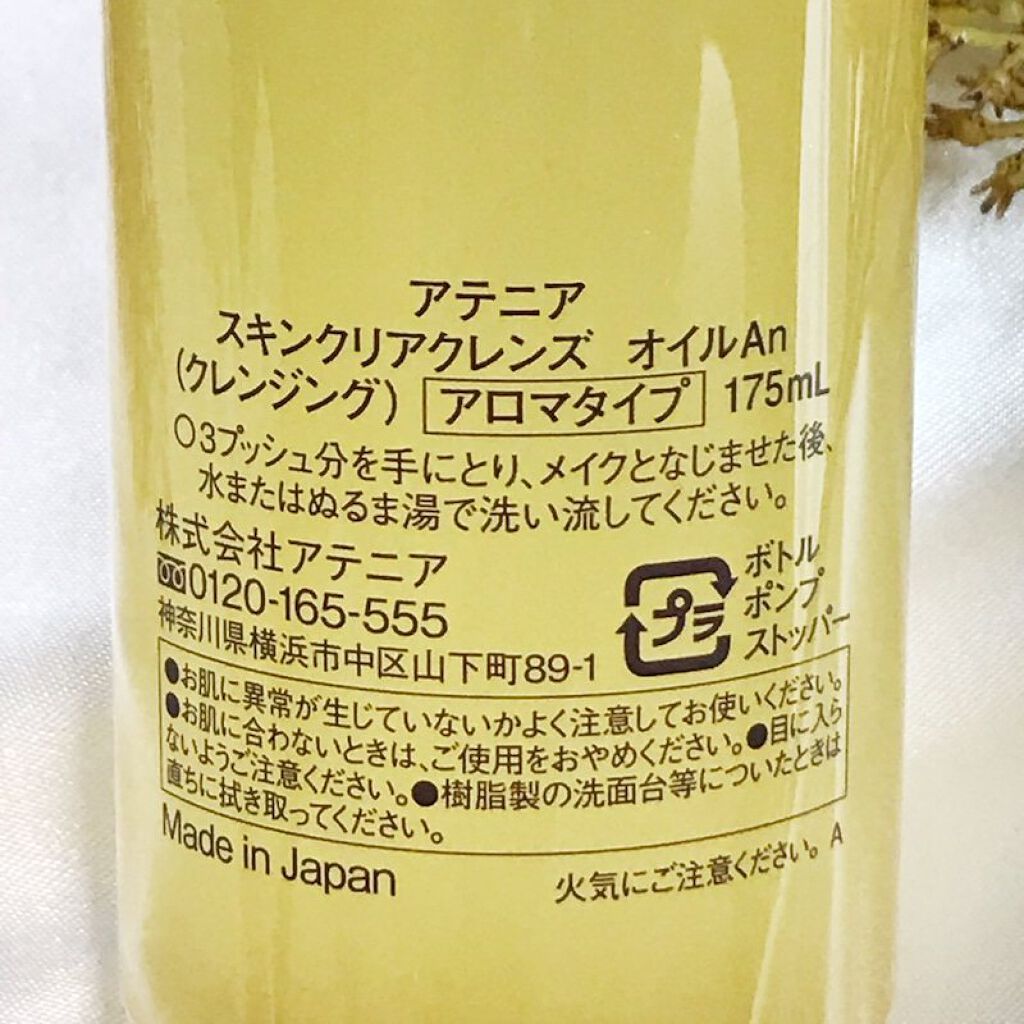 アテニア
スキンクリアクレンズ オイルAn
(クレンジング) アロマタイプ 175mL
○3プッシュ分を手にとり、メイクとなじませた後、
水またはぬるま湯で洗い流してください。
株式会社アテニア
0120-165-555
神奈川県横浜市中区山下町89-1
プラ
ボトル
ポンプ
ストッパー
●お肌に異常が生じていないかよく注意してお使いください。
●お肌に合わないときは、ご使用をおやめください。●目に入ら
ないようご注意ください。●樹脂製の洗面台等についたときは
直ちに拭き取ってください。
Made in Japan
火気にご注意ください。 A